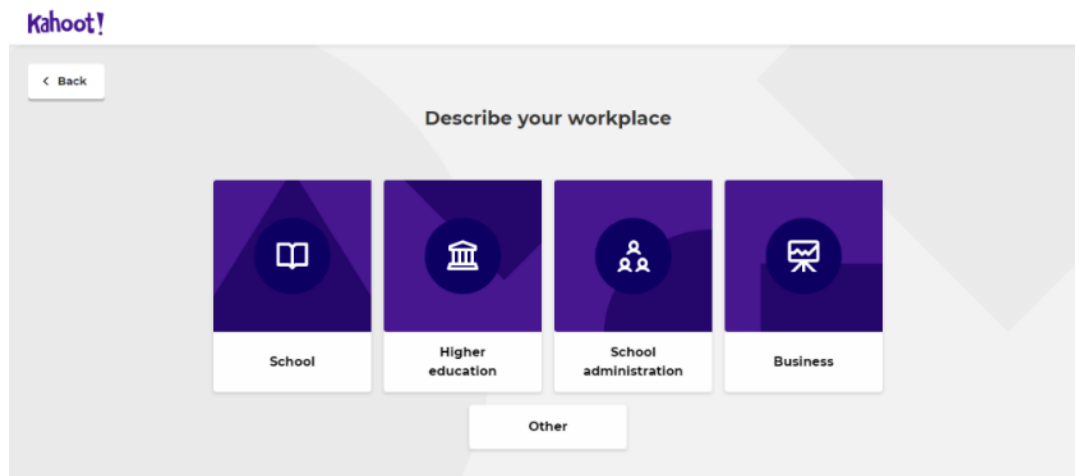 Kahoot!
Back
Describe your workplace
School
Higher
education
School
administration
Business
Other